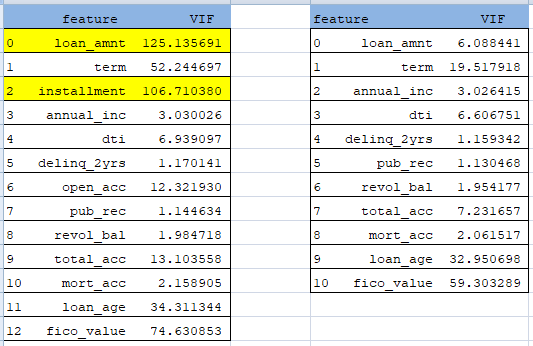 feature VIF
0 loan_amnt 125.135691
1 term 52.244697
2 installment 106.710380
3 annual_inc 3.030026
4 dti 6.939097
5 delinq_2yrs 1.170141
6 open_acc 12.321930
7 pub_rec 1.144634
8 revol_bal 1.984718
9 total_acc 13.103558
10 mort_acc 2.158905
11 loan_age 34.311344
12 fico_value 74.630853
feature VIF
0 loan_amnt 6.088441
1 term 19.517918
2 annual_inc 3.026415
3 dti 6.606751
4 delinq_2yrs 1.159342
5 pub_rec 1.130468
6 revol_bal 1.954177
7 total_acc 7.231657
8 mort_acc 2.061517
9 loan_age 32.950698
10 fico_value 59.303289